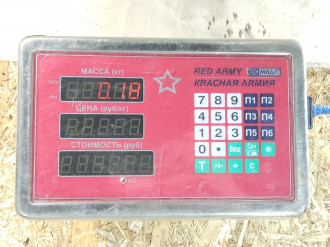 МАССА (кг)
RED ARMY МИДЛ
КРАСНАЯ АРМИЯ
0.18
ЦЕНА (руб/кг)
7 8 9 П1 П2
4 5 6 П3 П4
1 2 3 П5 П6
0
СТОИМОСТЬ (руб)
T * C